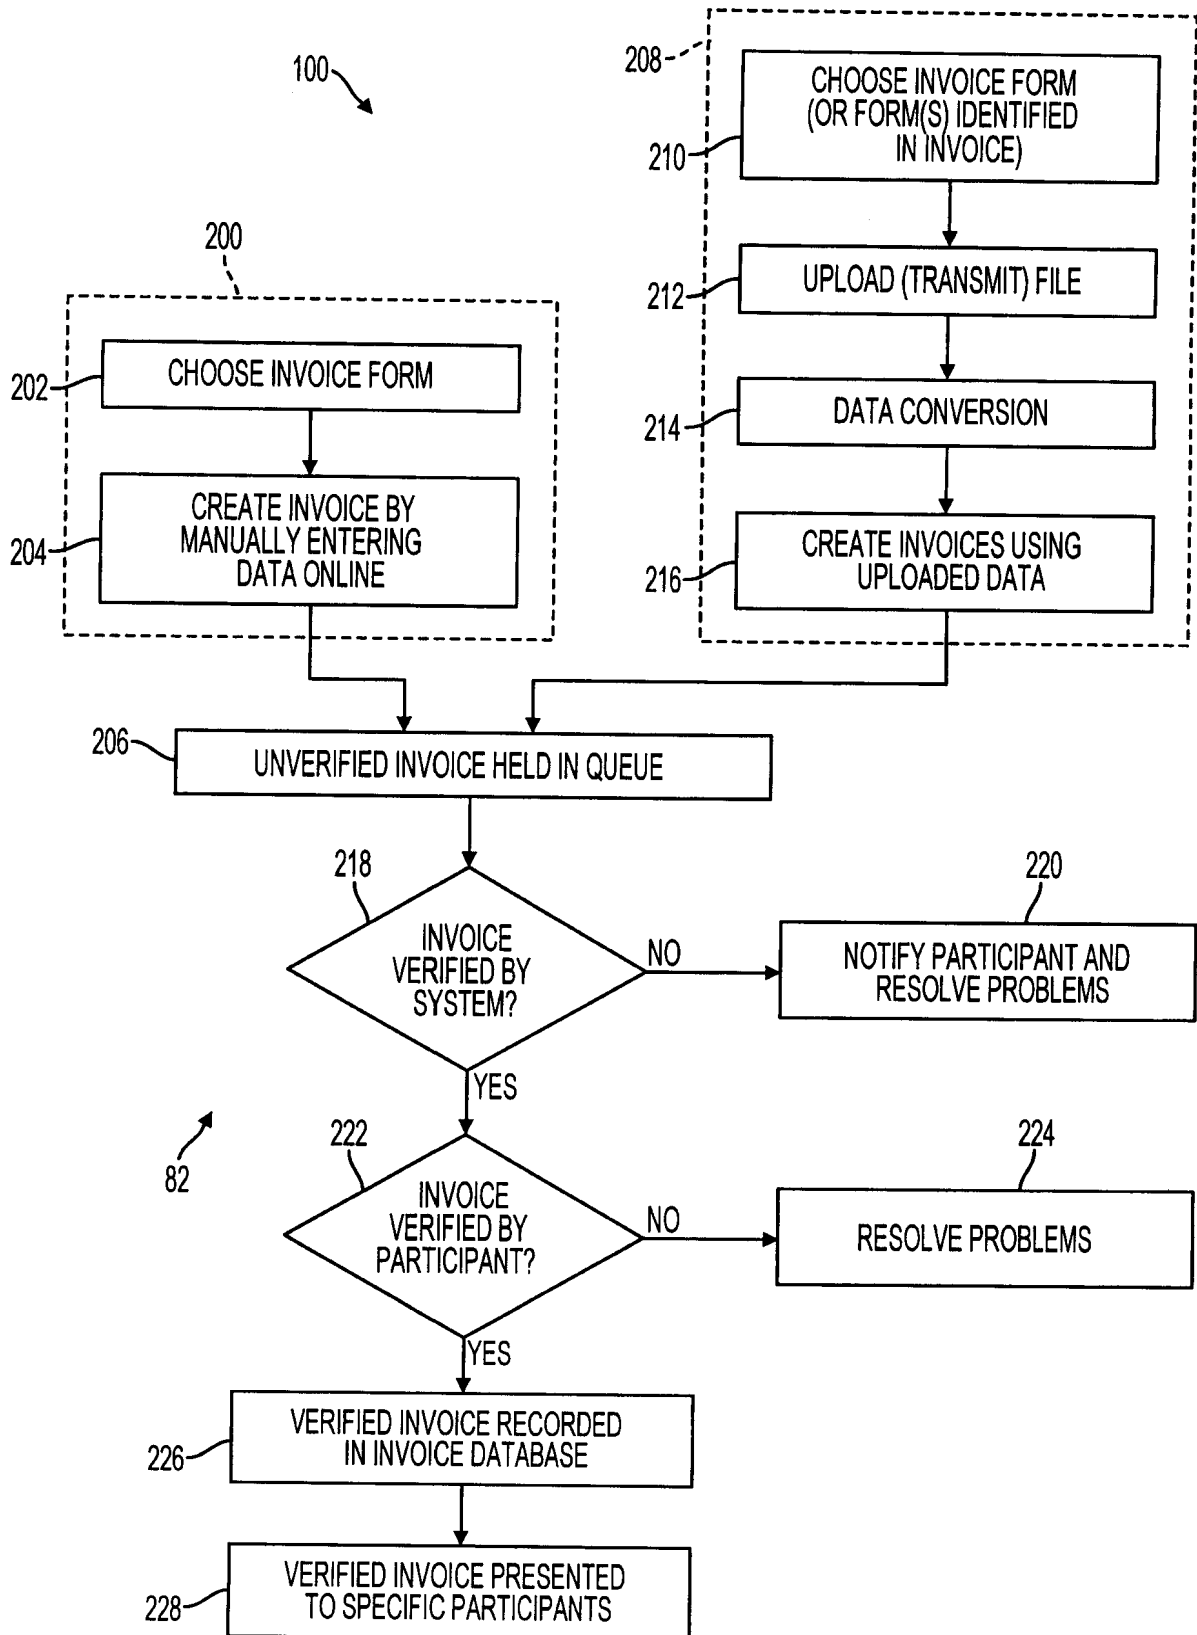 100
208
CHOOSE INVOICE FORM
(OR FORM(S) IDENTIFIED
IN INVOICE)
210
UPLOAD (TRANSMIT) FILE
212
DATA CONVERSION
214
CREATE INVOICES USING
UPLOADED DATA
216
200
CHOOSE INVOICE FORM
202
CREATE INVOICE BY
MANUALLY ENTERING
DATA ONLINE
204
206
UNVERIFIED INVOICE HELD IN QUEUE
218
INVOICE
VERIFIED BY
SYSTEM?
NO
220
NOTIFY PARTICIPANT AND
RESOLVE PROBLEMS
YES
82
222
INVOICE
VERIFIED BY
PARTICIPANT?
NO
224
RESOLVE PROBLEMS
YES
VERIFIED INVOICE RECORDED
IN INVOICE DATABASE
226
VERIFIED INVOICE PRESENTED
TO SPECIFIC PARTICIPANTS
228